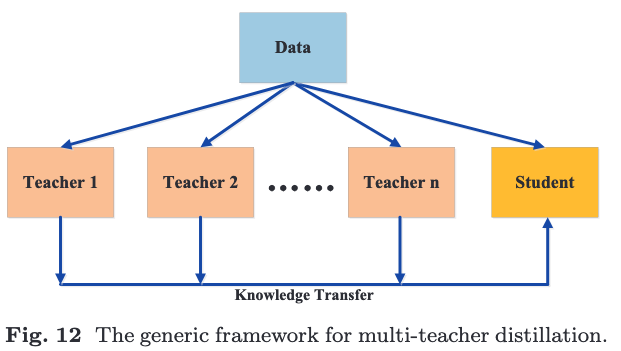 Data
Teacher 1 Teacher 2 ...... Teacher n Student
Knowledge Transfer
Fig. 12 The generic framework for multi-teacher distillation.